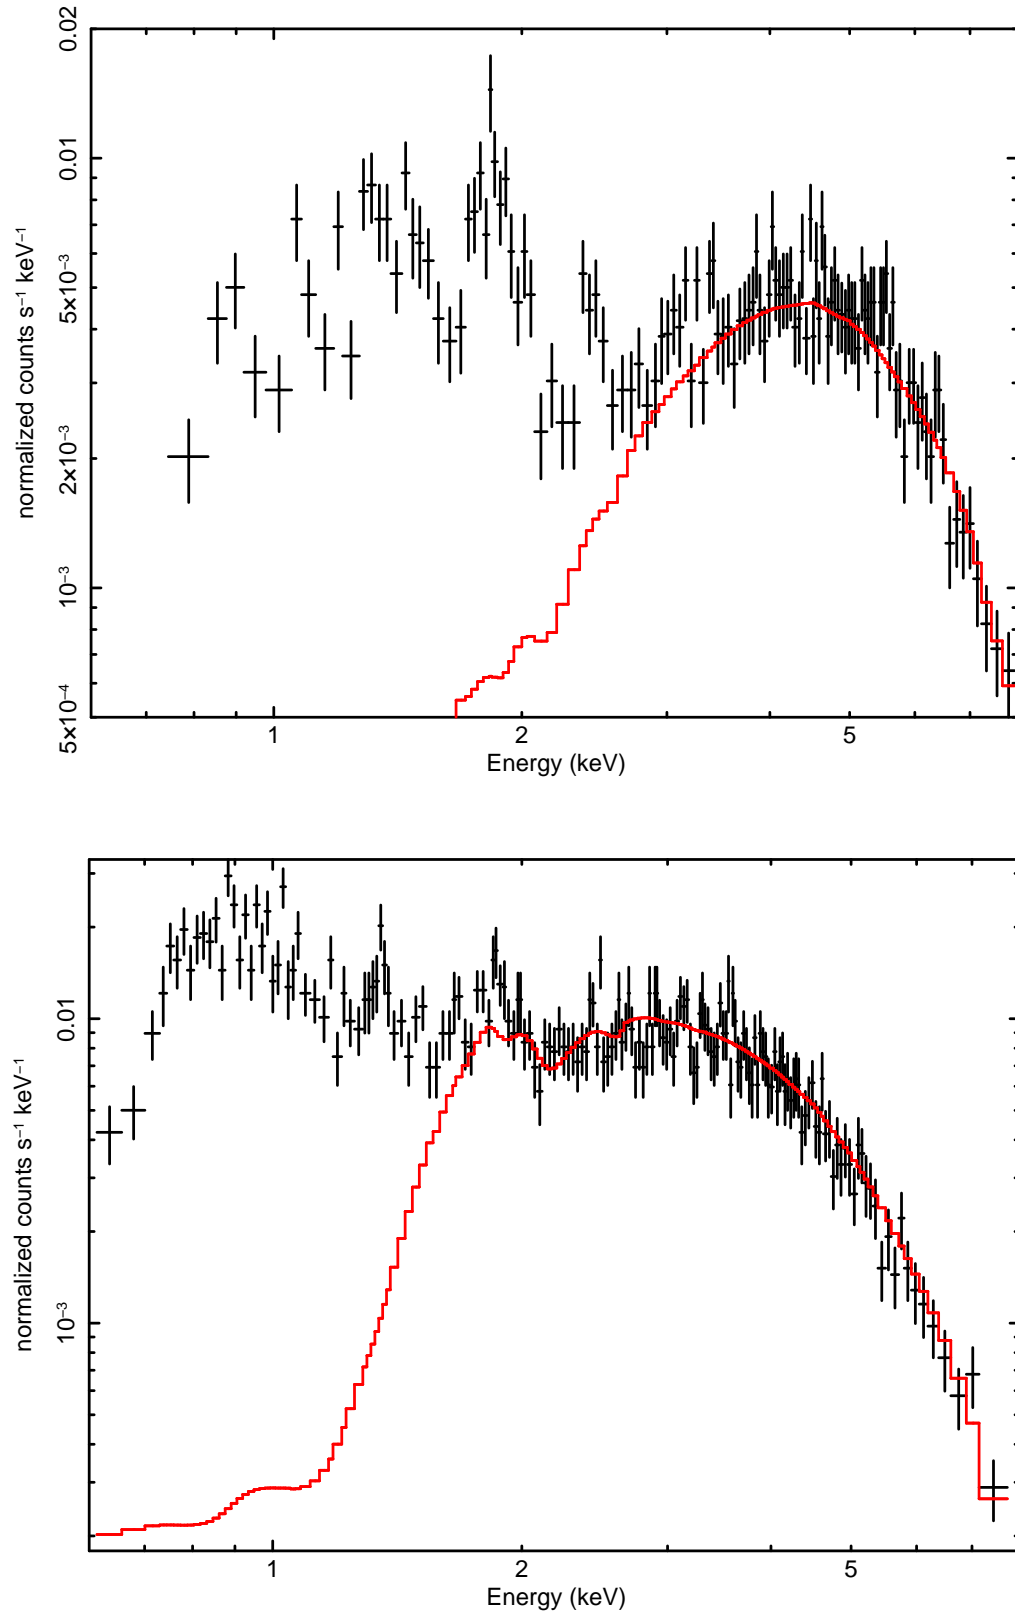 0.02
0.01
5×10⁻³
2×10⁻³
10⁻³
5×10⁻⁴
normalized counts s⁻¹ keV⁻¹
1 2 5
Energy (keV)
0.01
10⁻³
normalized counts s⁻¹ keV⁻¹
1 2 5
Energy (keV)